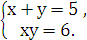 {x + y = 5 ,
xy = 6.